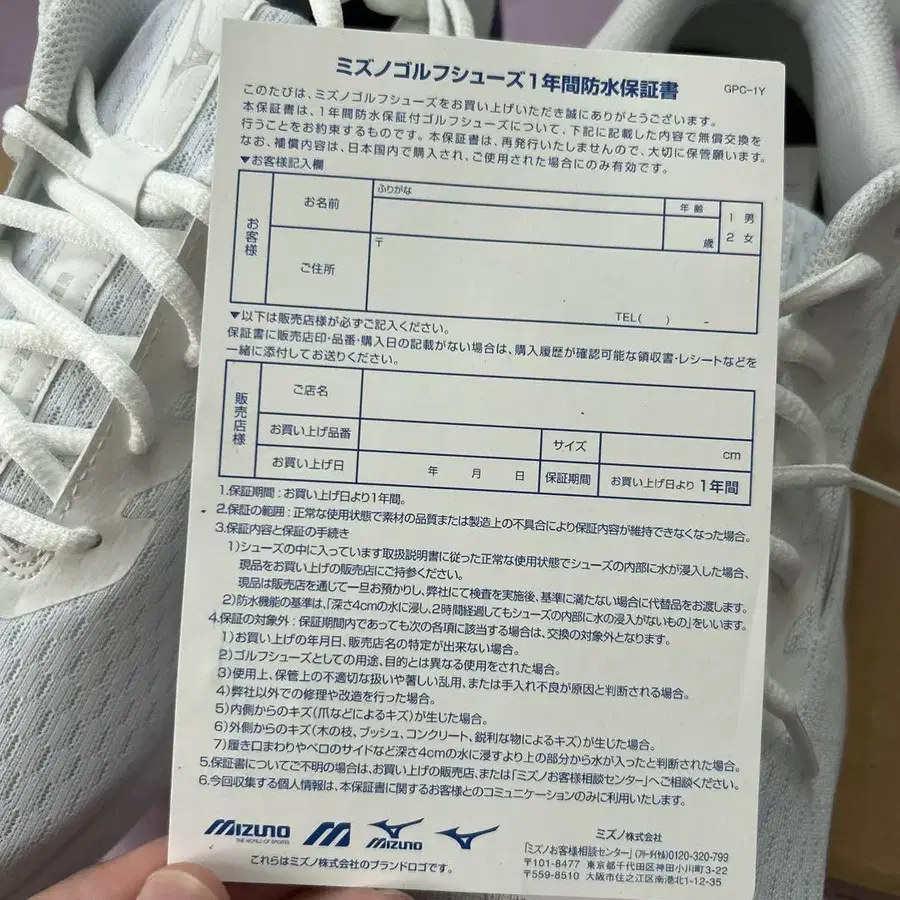 ミズノゴルフシューズ1年間防水保証書
GPC-1Y
このたびは、ミズノゴルフシューズをお買い上げいただき誠にありがとうございます。
本保証書は、1年間防水保証付ゴルフシューズについて、下記に記載した内容で無償交換を
行うことをお約束するものです。本保証書は、再発行いたしませんので、大切に保管願います。
なお、補償内容は、日本国内で購入され、ご使用された場合にのみ有効です。
▼お客様記入欄
お客様
お名前
ふりがな
年齢
歳
1 男
2 女
ご住所
〒
TEL( ) -
▼以下は販売店様が必ずご記入ください。
保証書に販売店印・品番・購入日の記載がない場合は、購入履歴が確認可能な領収書・レシートなどを
一緒に添付してお送りください。
販売店様
ご店名
お買い上げ品番
サイズ
cm
お買い上げ日
年 月 日
保証期間
お買い上げ日より 1年間
1.保証期間:お買い上げ日より1年間。
2.保証の範囲:正常な使用状態で素材の品質または製造上の不具合により保証内容が維持できなくなった場合。
3.保証内容と保証の手続き
1)シューズの中に入っています取扱説明書に従った正常な使用状態でシューズの内部に水が浸入した場合、
現品をお買い上げの販売店にご持参ください。
現品は販売店を通じて一旦お預かりし、弊社にて検査を実施後、基準に満たない場合に代替品をお渡します。
2)防水機能の基準は、「深さ4cmの水に浸し、2時間経過してもシューズの内部に水の浸入がないもの」をいいます。
4.保証の対象外:保証期間内であっても次の各項に該当する場合は、交換の対象外となります。
1)お買い上げの年月日、販売店名の特定が出来ない場合。
2)ゴルフシューズとしての用途、目的とは異なる使用をされた場合。
3)使用上、保管上の不適切な扱いや著しい乱用、または手入れ不良が原因と判断される場合。
4)弊社以外での修理や改造を行った場合。
5)内側からのキズ(爪などによるキズ)が生じた場合。
6)外側からのキズ(木の枝、ブッシュ、コンクリート、鋭利な物によるキズ)が生じた場合。
7)履き口まわりやベロのサイドなど深さ4cmの水に浸すより上の部分から水が入ったと判断された場合。
5.保証書についてご不明の場合は、お買い上げの販売店、または「ミズノお客様相談センター」へご相談ください。
6.今回収集する個人情報は、本保証書に関するお客様とのコミュニケーションのみに利用いたします。
MIZUNO
THE WORLD OF SPORTS
MIZUNO
これらはミズノ株式会社のブランドロゴです。
ミズノ株式会社
「ミズノお客様相談センター」(フリーダイヤル)0120-320-799
〒101-8477 東京都千代田区神田小川町3-22
〒559-8510 大阪市住之江区南港北1-12-35